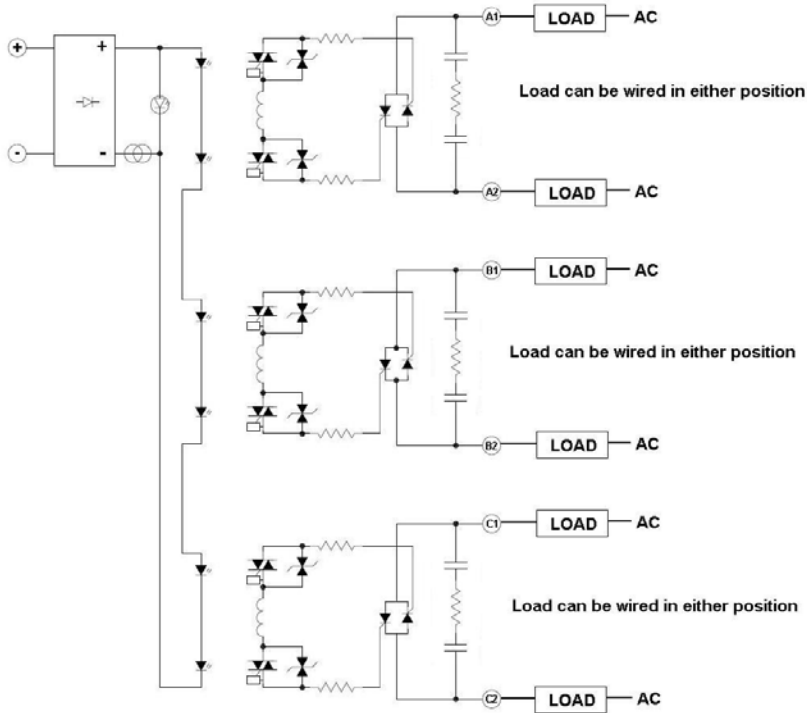 A1 LOAD AC
+ +
Load can be wired in either position
- -
A2 LOAD AC
B1 LOAD AC
Load can be wired in either position
B2 LOAD AC
C1 LOAD AC
Load can be wired in either position
C2 LOAD AC